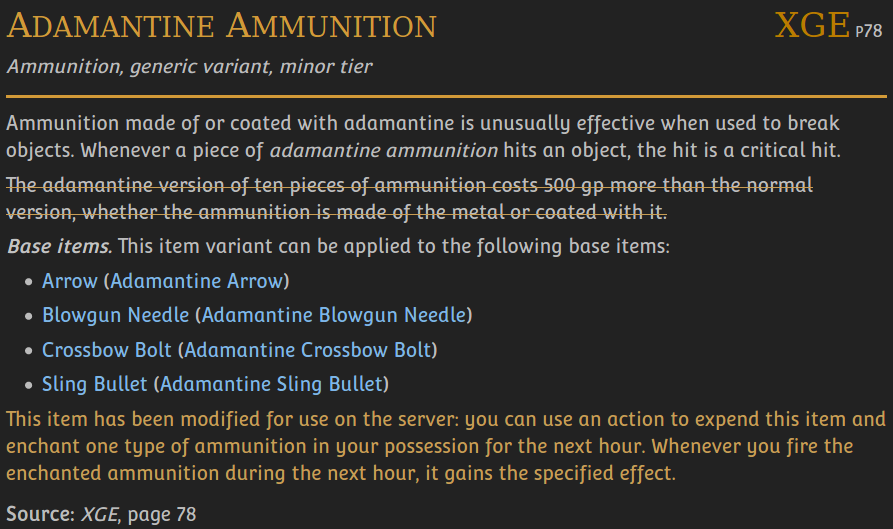 ADAMANTINE AMMUNITION XGE P78
Ammunition, generic variant, minor tier
Ammunition made of or coated with adamantine is unusually effective when used to break
objects. Whenever a piece of adamantine ammunition hits an object, the hit is a critical hit.
The adamantine version of ten pieces of ammunition costs 500 gp more than the normal
version, whether the ammunition is made of the metal or coated with it.
Base items. This item variant can be applied to the following base items:
• Arrow (Adamantine Arrow)
• Blowgun Needle (Adamantine Blowgun Needle)
• Crossbow Bolt (Adamantine Crossbow Bolt)
• Sling Bullet (Adamantine Sling Bullet)
This item has been modified for use on the server: you can use an action to expend this item and
enchant one type of ammunition in your possession for the next hour. Whenever you fire the
enchanted ammunition during the next hour, it gains the specified effect.
Source: XGE, page 78